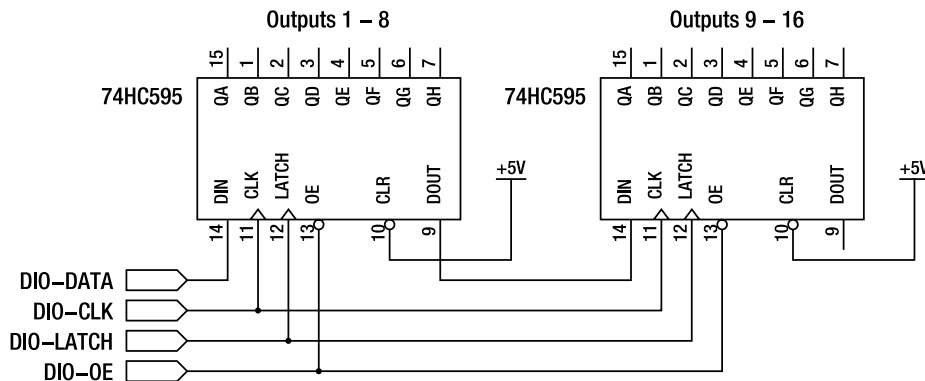 Outputs 1 – 8 Outputs 9 – 16
15 1 2 3 4 5 6 7 15 1 2 3 4 5 6 7
74HC595 QA QB QC QD QE QF QG QH 74HC595 QA QB QC QD QE QF QG QH
DIN CLK LATCH OE CLR DOUT +5V DIN CLK LATCH OE CLR DOUT +5V
14 11 12 13 10 9 14 11 12 13 10 9
DIO–DATA
DIO–CLK
DIO–LATCH
DIO–OE